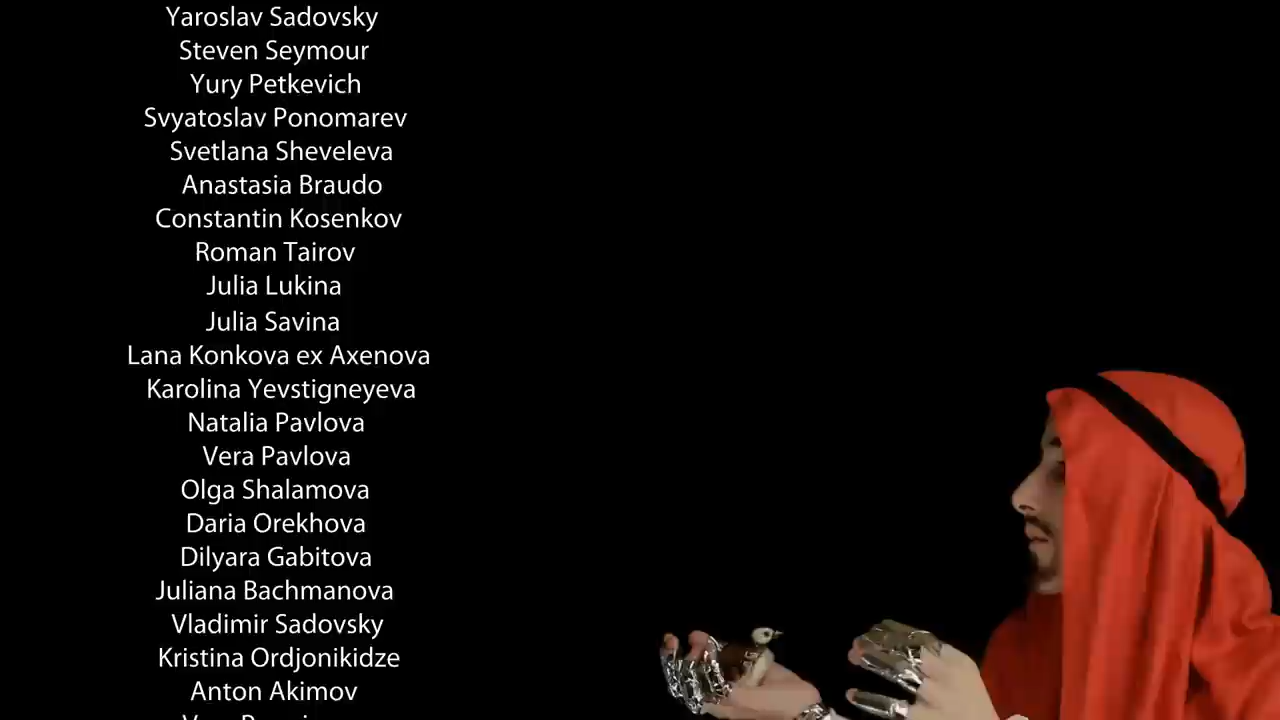 Yaroslav Sadovsky
Steven Seymour
Yury Petkevich
Svyatoslav Ponomarev
Svetlana Sheveleva
Anastasia Braudo
Constantin Kosenkov
Roman Tairov
Julia Lukina
Julia Savina
Lana Konkova ex Axenova
Karolina Yevstigneyeva
Natalia Pavlova
Vera Pavlova
Olga Shalamova
Daria Orekhova
Dilyara Gabitova
Juliana Bachmanova
Vladimir Sadovsky
Kristina Ordjonikidze
Anton Akimov